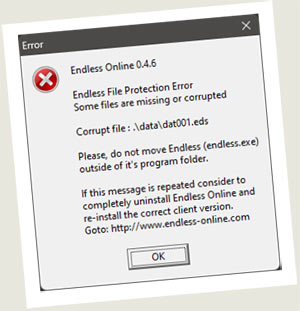 Error
Endless Online 0.4.6
Endless File Protection Error
Some files are missing or corrupted
Corrupt file : .\data\dat001.eds
Please, do not move Endless (endless.exe)
outside of it's program folder.
If this message is repeated consider to
completely uninstall Endless Online and
re-install the correct client version.
Goto: http://www.endless-online.com
OK